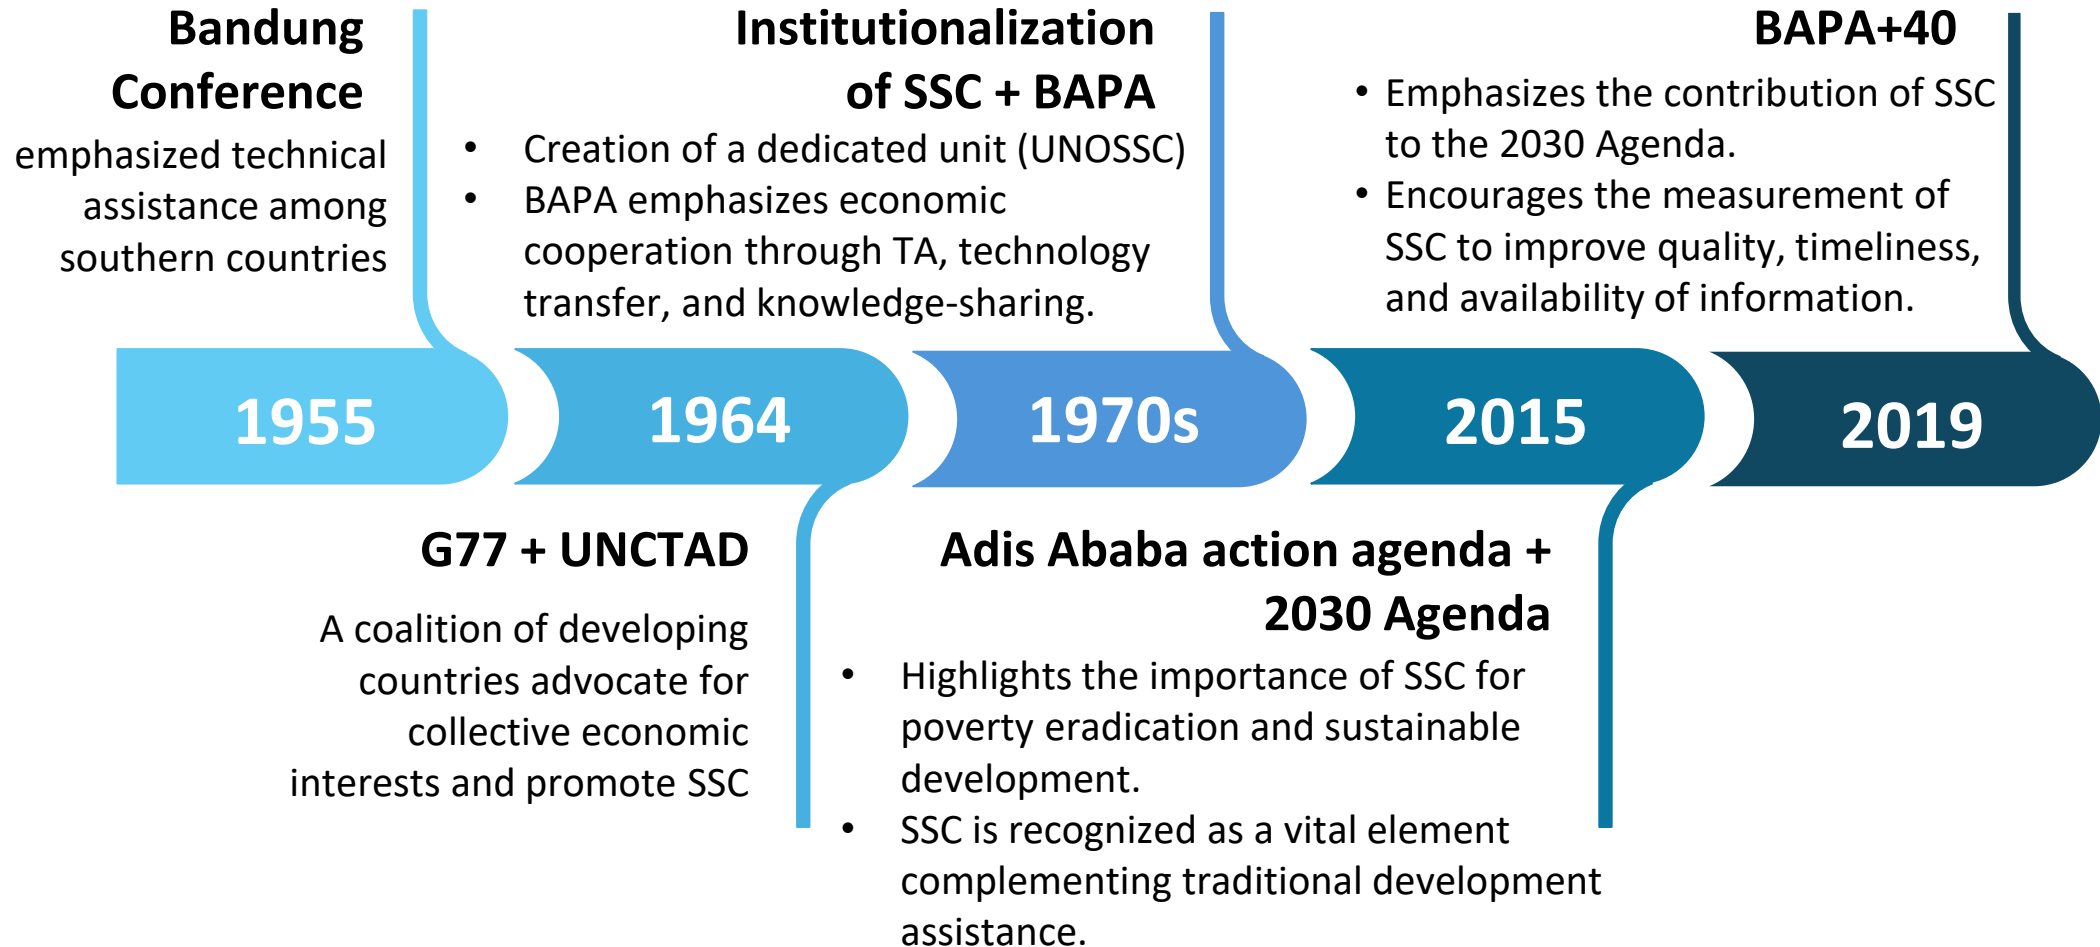 Bandung
Conference
emphasized technical
assistance among
southern countries
Institutionalization
of SSC + BAPA
• Creation of a dedicated unit (UNOSSC)
• BAPA emphasizes economic
cooperation through TA, technology
transfer, and knowledge-sharing.
BAPA+40
• Emphasizes the contribution of SSC
to the 2030 Agenda.
• Encourages the measurement of
SSC to improve quality, timeliness,
and availability of information.
1955
1964
1970s
2015
2019
G77 + UNCTAD
A coalition of developing
countries advocate for
collective economic
interests and promote SSC
Adis Ababa action agenda +
2030 Agenda
• Highlights the importance of SSC for
poverty eradication and sustainable
development.
• SSC is recognized as a vital element
complementing traditional development
assistance.